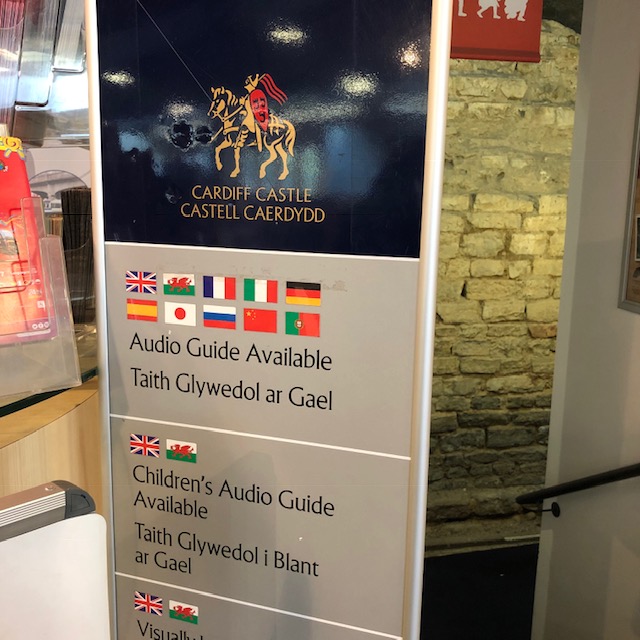 CARDIFF CASTLE
CASTELL CAERDYDD
Audio Guide Available
Taith Glywedol ar Gael
Children's Audio Guide
Available
Taith Glywedol i Blant
ar Gael
Visually